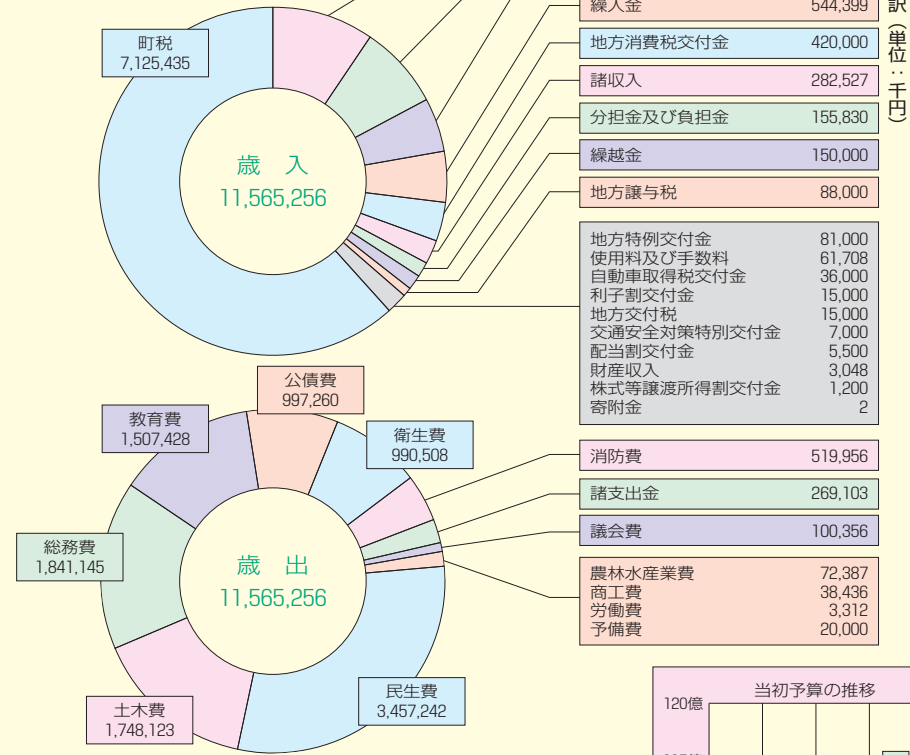 訳（単位：千円）
町税
7,125,435
歳 入
11,565,256
繰入金 544,399
地方消費税交付金 420,000
諸収入 282,527
分担金及び負担金 155,830
繰越金 150,000
地方譲与税 88,000
地方特例交付金 81,000
使用料及び手数料 61,708
自動車取得税交付金 36,000
利子割交付金 15,000
地方交付税 15,000
交通安全対策特別交付金 7,000
配当割交付金 5,500
財産収入 3,048
株式等譲渡所得割交付金 1,200
寄附金 2
公債費
997,260
教育費
1,507,428
衛生費
990,508
総務費
1,841,145
歳 出
11,565,256
土木費
1,748,123
民生費
3,457,242
消防費 519,956
諸支出金 269,103
議会費 100,356
農林水産業費 72,387
商工費 38,436
労働費 3,312
予備費 20,000
当初予算の推移
120億